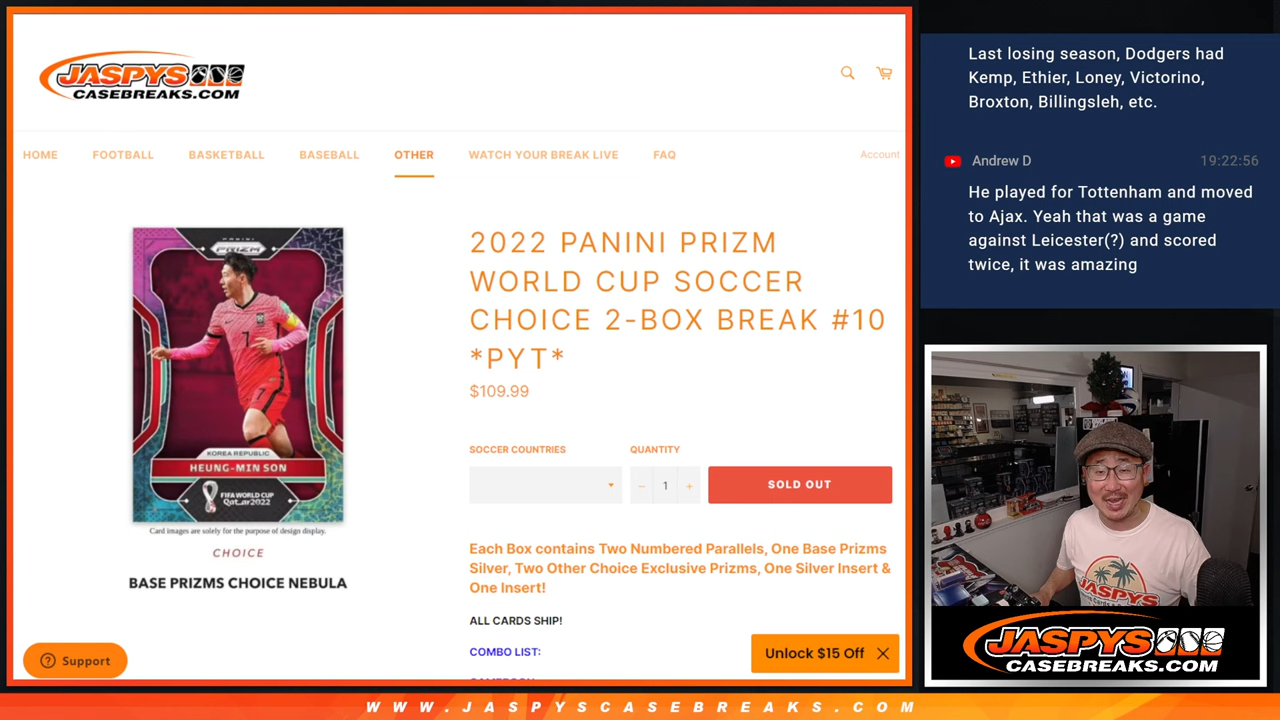 JASPYS
CASEBREAKS.COM
HOME
FOOTBALL
BASKETBALL
BASEBALL
OTHER
WATCH YOUR BREAK LIVE
FAQ
Account
PANINI
PRIZM
7
7
KOREA REPUBLIC
HEUNG-MIN SON
FIFA WORLD CUP
Qatar2022
Card images are solely for the purpose of design display.
CHOICE
BASE PRIZMS CHOICE NEBULA
2022 PANINI PRIZM
WORLD CUP SOCCER
CHOICE 2-BOX BREAK #10
*PYT*
$109.99
SOCCER COUNTRIES
QUANTITY
− 1 +
SOLD OUT
Each Box contains Two Numbered Parallels, One Base Prizms
Silver, Two Other Choice Exclusive Prizms, One Silver Insert &
One Insert!
ALL CARDS SHIP!
COMBO LIST:
Support
Unlock $15 Off
Last losing season, Dodgers had
Kemp, Ethier, Loney, Victorino,
Broxton, Billingsleh, etc.
Andrew D
19:22:56
He played for Tottenham and moved
to Ajax. Yeah that was a game
against Leicester(?) and scored
twice, it was amazing
JASPYS
JASPYS
CASEBREAKS.COM
WWW.JASPYSCASEBREAKS.COM